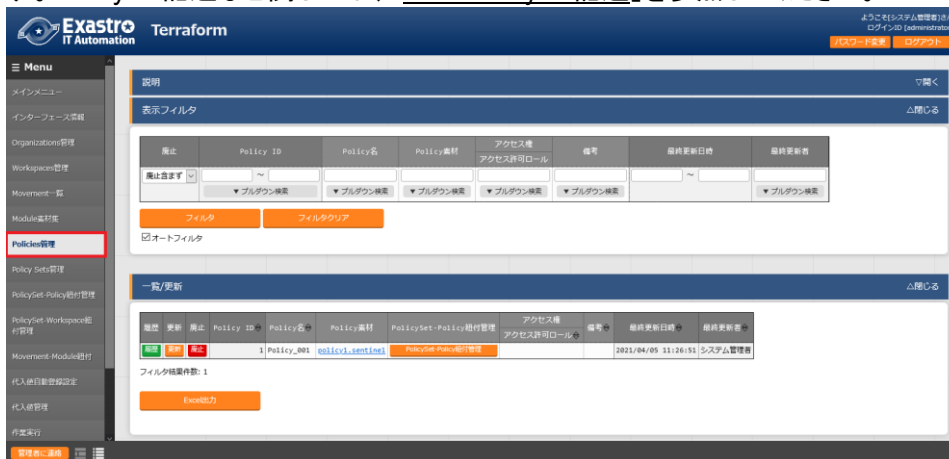 Exastro
IT Automation
Terraform
ようこそ[システム管理者]さ
ログインID [administrato
パスワード変更
ログアウト
Menu
メインメニュー
インターフェース情報
Organizations管理
Workspaces管理
Movement一覧
Module素材集
Policies管理
Policy Sets管理
PolicySet-Policy紐付管理
PolicySet-Workspace紐
付管理
Movement-Module紐付
代入値自動登録設定
代入値管理
作業実行
管理者に連絡
説明
▽開く
表示フィルタ
△閉じる
廃止 Policy ID Policy名 Policy素材 アクセス権 備考 最終更新日時 最終更新者
アクセス許可ロール
廃止含まず ~ ~
▼プルダウン検索 ▼プルダウン検索 ▼プルダウン検索 ▼プルダウン検索 ▼プルダウン検索 ▼プルダウン検索
フィルタ フィルタクリア
オートフィルタ
一覧/更新
△閉じる
履歴 更新 廃止 Policy ID Policy名 Policy素材 PolicySet-Policy紐付管理 アクセス権 備考 最終更新日時 最終更新者
アクセス許可ロール
履歴 更新 廃止 1 Policy_001 policy1.sentinel PolicySet-Policy紐付管理 2021/04/05 11:26:51 システム管理者
フィルタ結果件数: 1
Excel出力